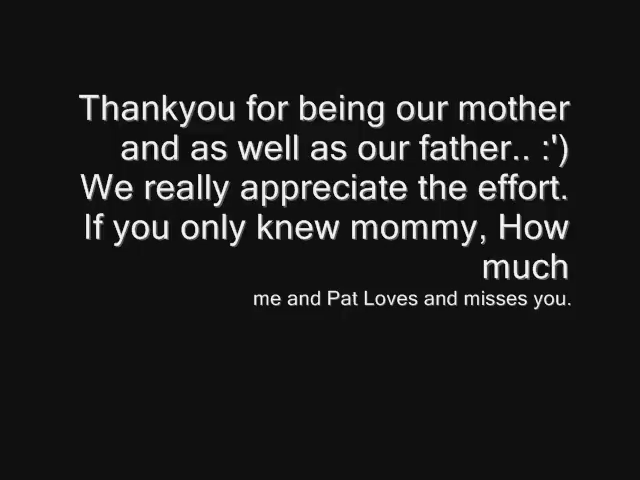 Thankyou for being our mother
and as well as our father.. :')
We really appreciate the effort.
If you only knew mommy, How
much
me and Pat Loves and misses you.